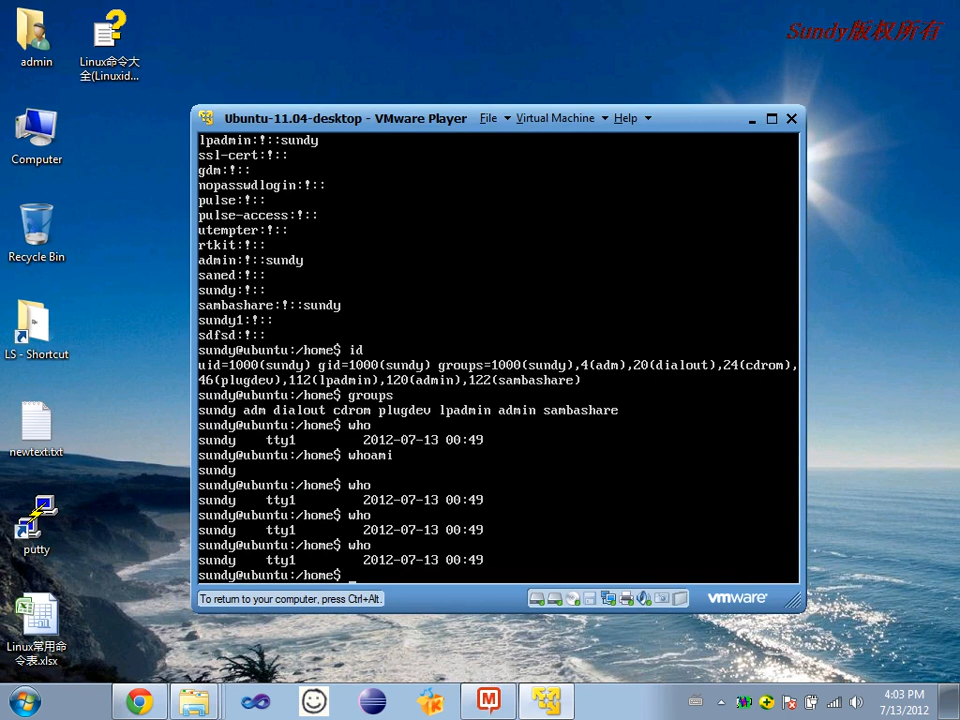 Sundy版权所有
admin
Linux命令大
全(Linuxid...
Computer
Recycle Bin
LS - Shortcut
newtext.txt
putty
Linux常用命
令表.xlsx
Ubuntu-11.04-desktop - VMware Player File Virtual Machine Help
lpadmin:!::sundy
ssl-cert:!::
gdm:!::
nopasswdlogin:!::
pulse:!::
pulse-access:!::
utempter:!::
rtkit:!::
admin:!::sundy
saned:!::
sundy:!::
sambashare:!::sundy
sundy1:!::
sdfsd:!::
sundy@ubuntu:/home$ id
uid=1000(sundy) gid=1000(sundy) groups=1000(sundy),4(adm),20(dialout),24(cdrom),
46(plugdev),112(lpadmin),120(admin),122(sambashare)
sundy@ubuntu:/home$ groups
sundy adm dialout cdrom plugdev lpadmin admin sambashare
sundy@ubuntu:/home$ who
sundy    tty1         2012-07-13 00:49
sundy@ubuntu:/home$ whoami
sundy
sundy@ubuntu:/home$ who
sundy    tty1         2012-07-13 00:49
sundy@ubuntu:/home$ who
sundy    tty1         2012-07-13 00:49
sundy@ubuntu:/home$ who
sundy    tty1         2012-07-13 00:49
sundy@ubuntu:/home$ _
To return to your computer, press Ctrl+Alt.
vmware
4:03 PM
7/13/2012